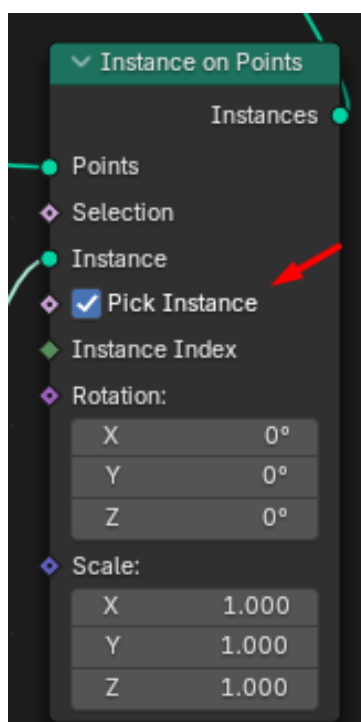 Instance on Points
Instances
Points
Selection
Instance
Pick Instance
Instance Index
Rotation:
X 0°
Y 0°
Z 0°
Scale:
X 1.000
Y 1.000
Z 1.000